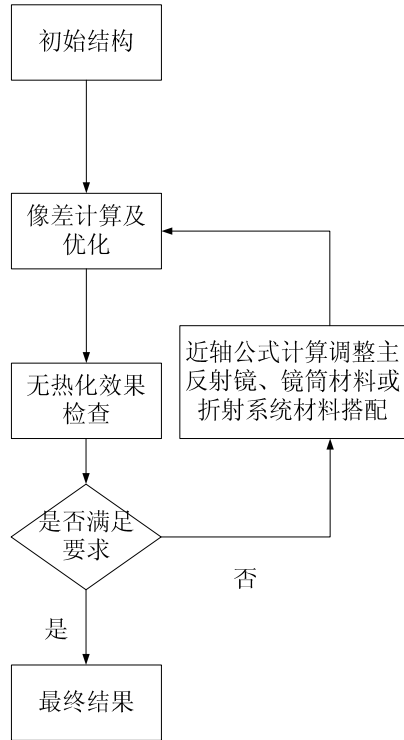 初始结构
像差计算及
优化
近轴公式计算调整主
反射镜、镜筒材料或
折射系统材料搭配
无热化效果
检查
是否满足
要求
否
是
最终结果